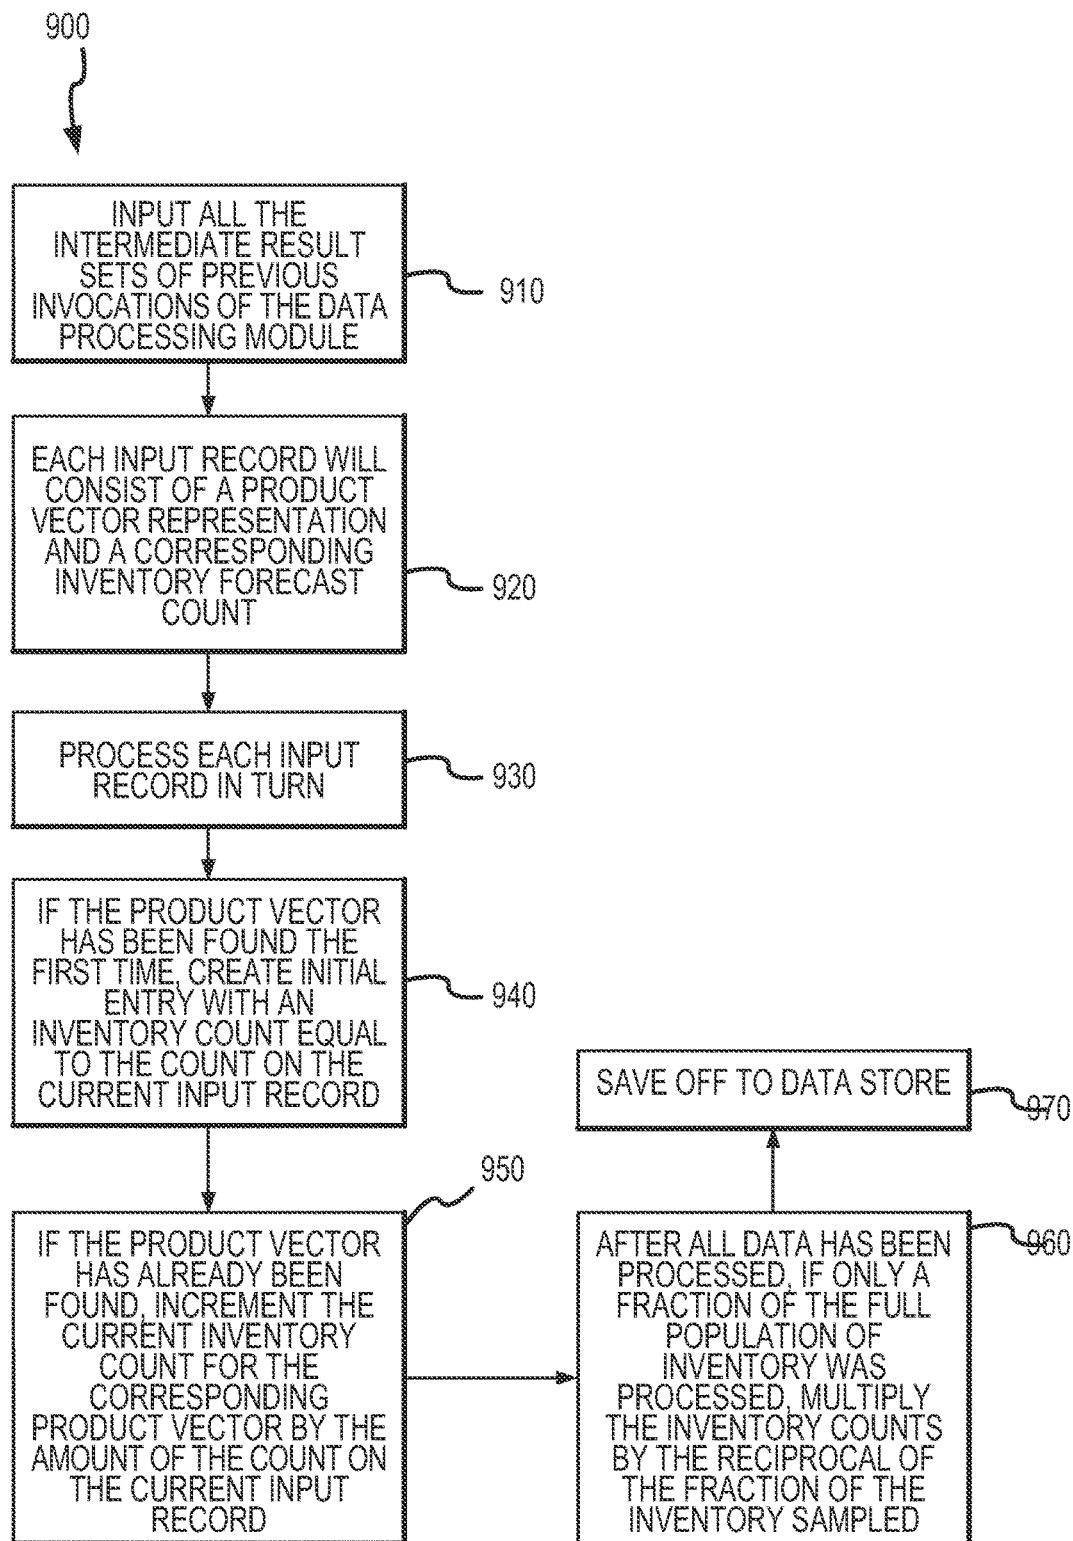 900
INPUT ALL THE
INTERMEDIATE RESULT
SETS OF PREVIOUS
INVOCATIONS OF THE DATA
PROCESSING MODULE
910
EACH INPUT RECORD WILL
CONSIST OF A PRODUCT
VECTOR REPRESENTATION
AND A CORRESPONDING
INVENTORY FORECAST
COUNT
920
PROCESS EACH INPUT
RECORD IN TURN
930
IF THE PRODUCT VECTOR
HAS BEEN FOUND THE
FIRST TIME, CREATE INITIAL
ENTRY WITH AN
INVENTORY COUNT EQUAL
TO THE COUNT ON THE
CURRENT INPUT RECORD
940
IF THE PRODUCT VECTOR
HAS ALREADY BEEN
FOUND, INCREMENT THE
CURRENT INVENTORY
COUNT FOR THE
CORRESPONDING
PRODUCT VECTOR BY THE
AMOUNT OF THE COUNT ON
THE CURRENT INPUT
RECORD
950
AFTER ALL DATA HAS BEEN
PROCESSED, IF ONLY A
FRACTION OF THE FULL
POPULATION OF
INVENTORY WAS
PROCESSED, MULTIPLY
THE INVENTORY COUNTS
BY THE RECIPROCAL OF
THE FRACTION OF THE
INVENTORY SAMPLED
960
SAVE OFF TO DATA STORE
970